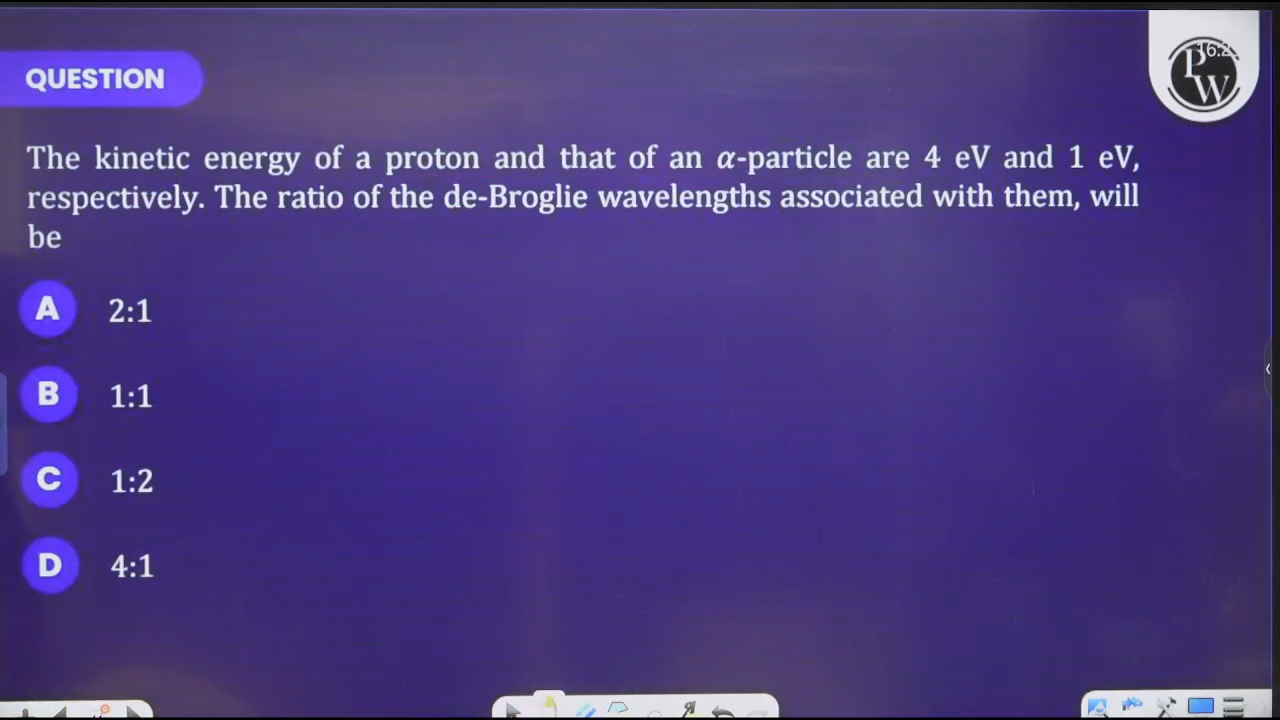 QUESTION
PW
The kinetic energy of a proton and that of an α-particle are 4 eV and 1 eV,
respectively. The ratio of the de-Broglie wavelengths associated with them, will
be
A 2:1
B 1:1
C 1:2
D 4:1